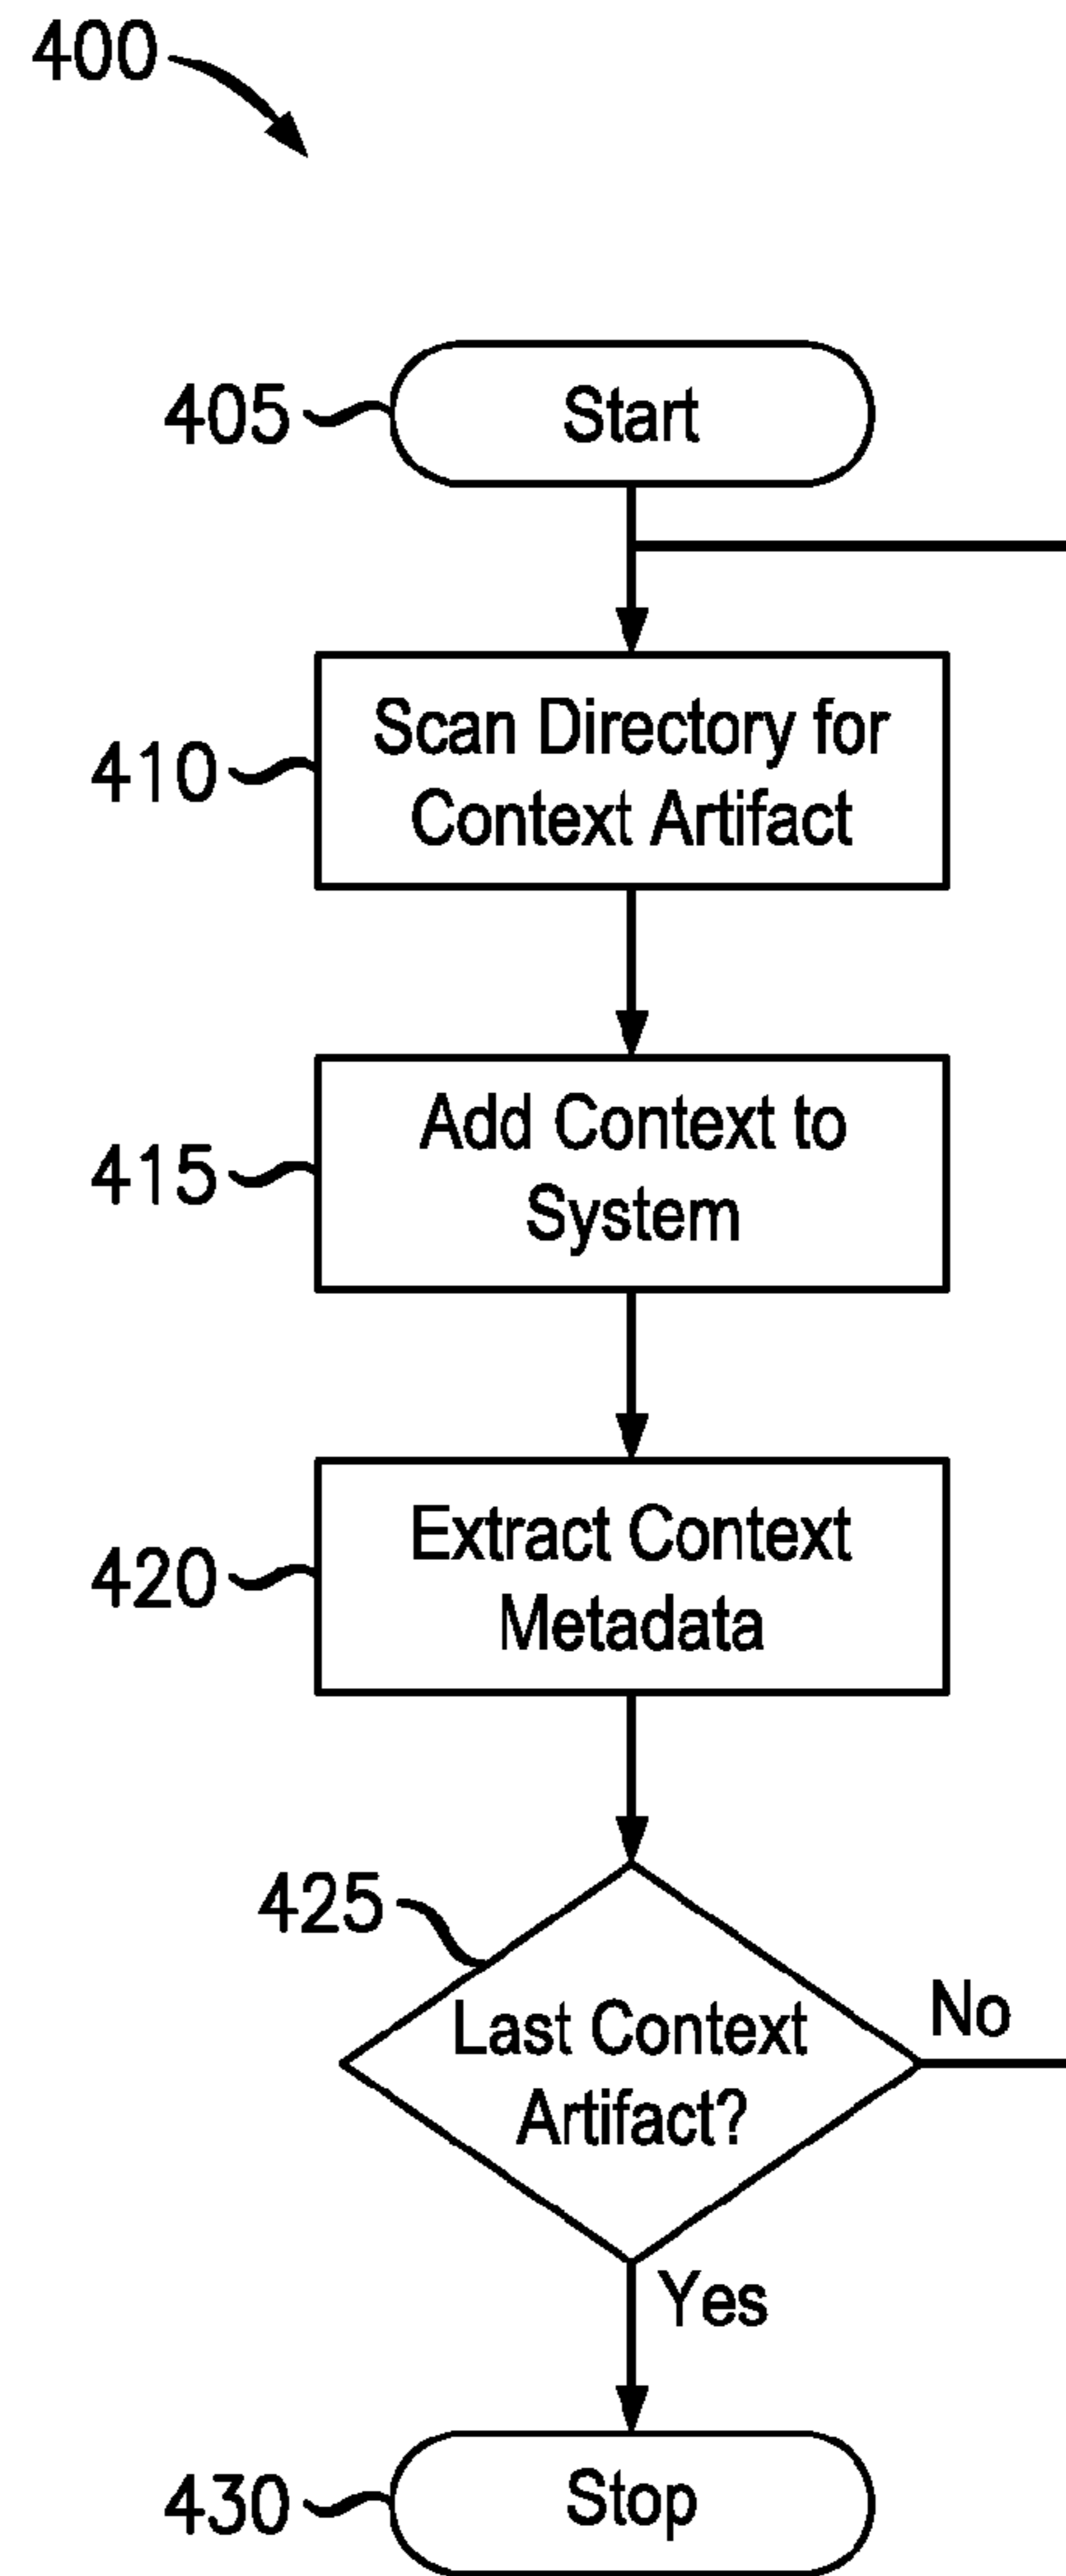 400
405
Start
410
Scan Directory for
Context Artifact
415
Add Context to
System
420
Extract Context
Metadata
425
Last Context
Artifact?
No
Yes
430
Stop